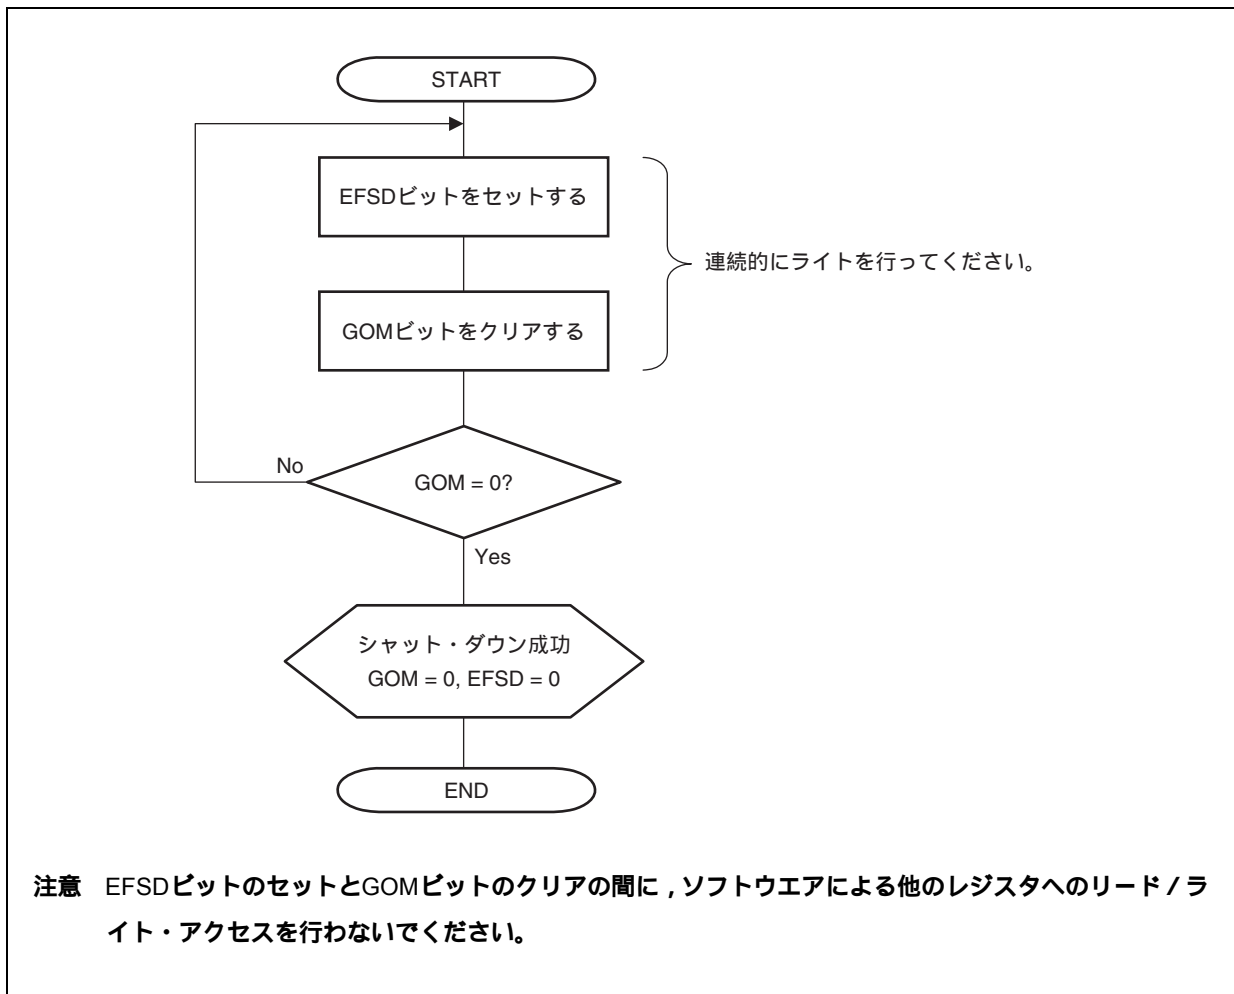 START
EFSDビットをセットする
連続的にライトを行ってください。
GOMビットをクリアする
No
GOM = 0?
Yes
シャット・ダウン成功
GOM = 0, EFSD = 0
END
注意 EFSDビットのセットとGOMビットのクリアの間に，ソフトウエアによる他のレジスタへのリード／ラ
イト・アクセスを行わないでください。